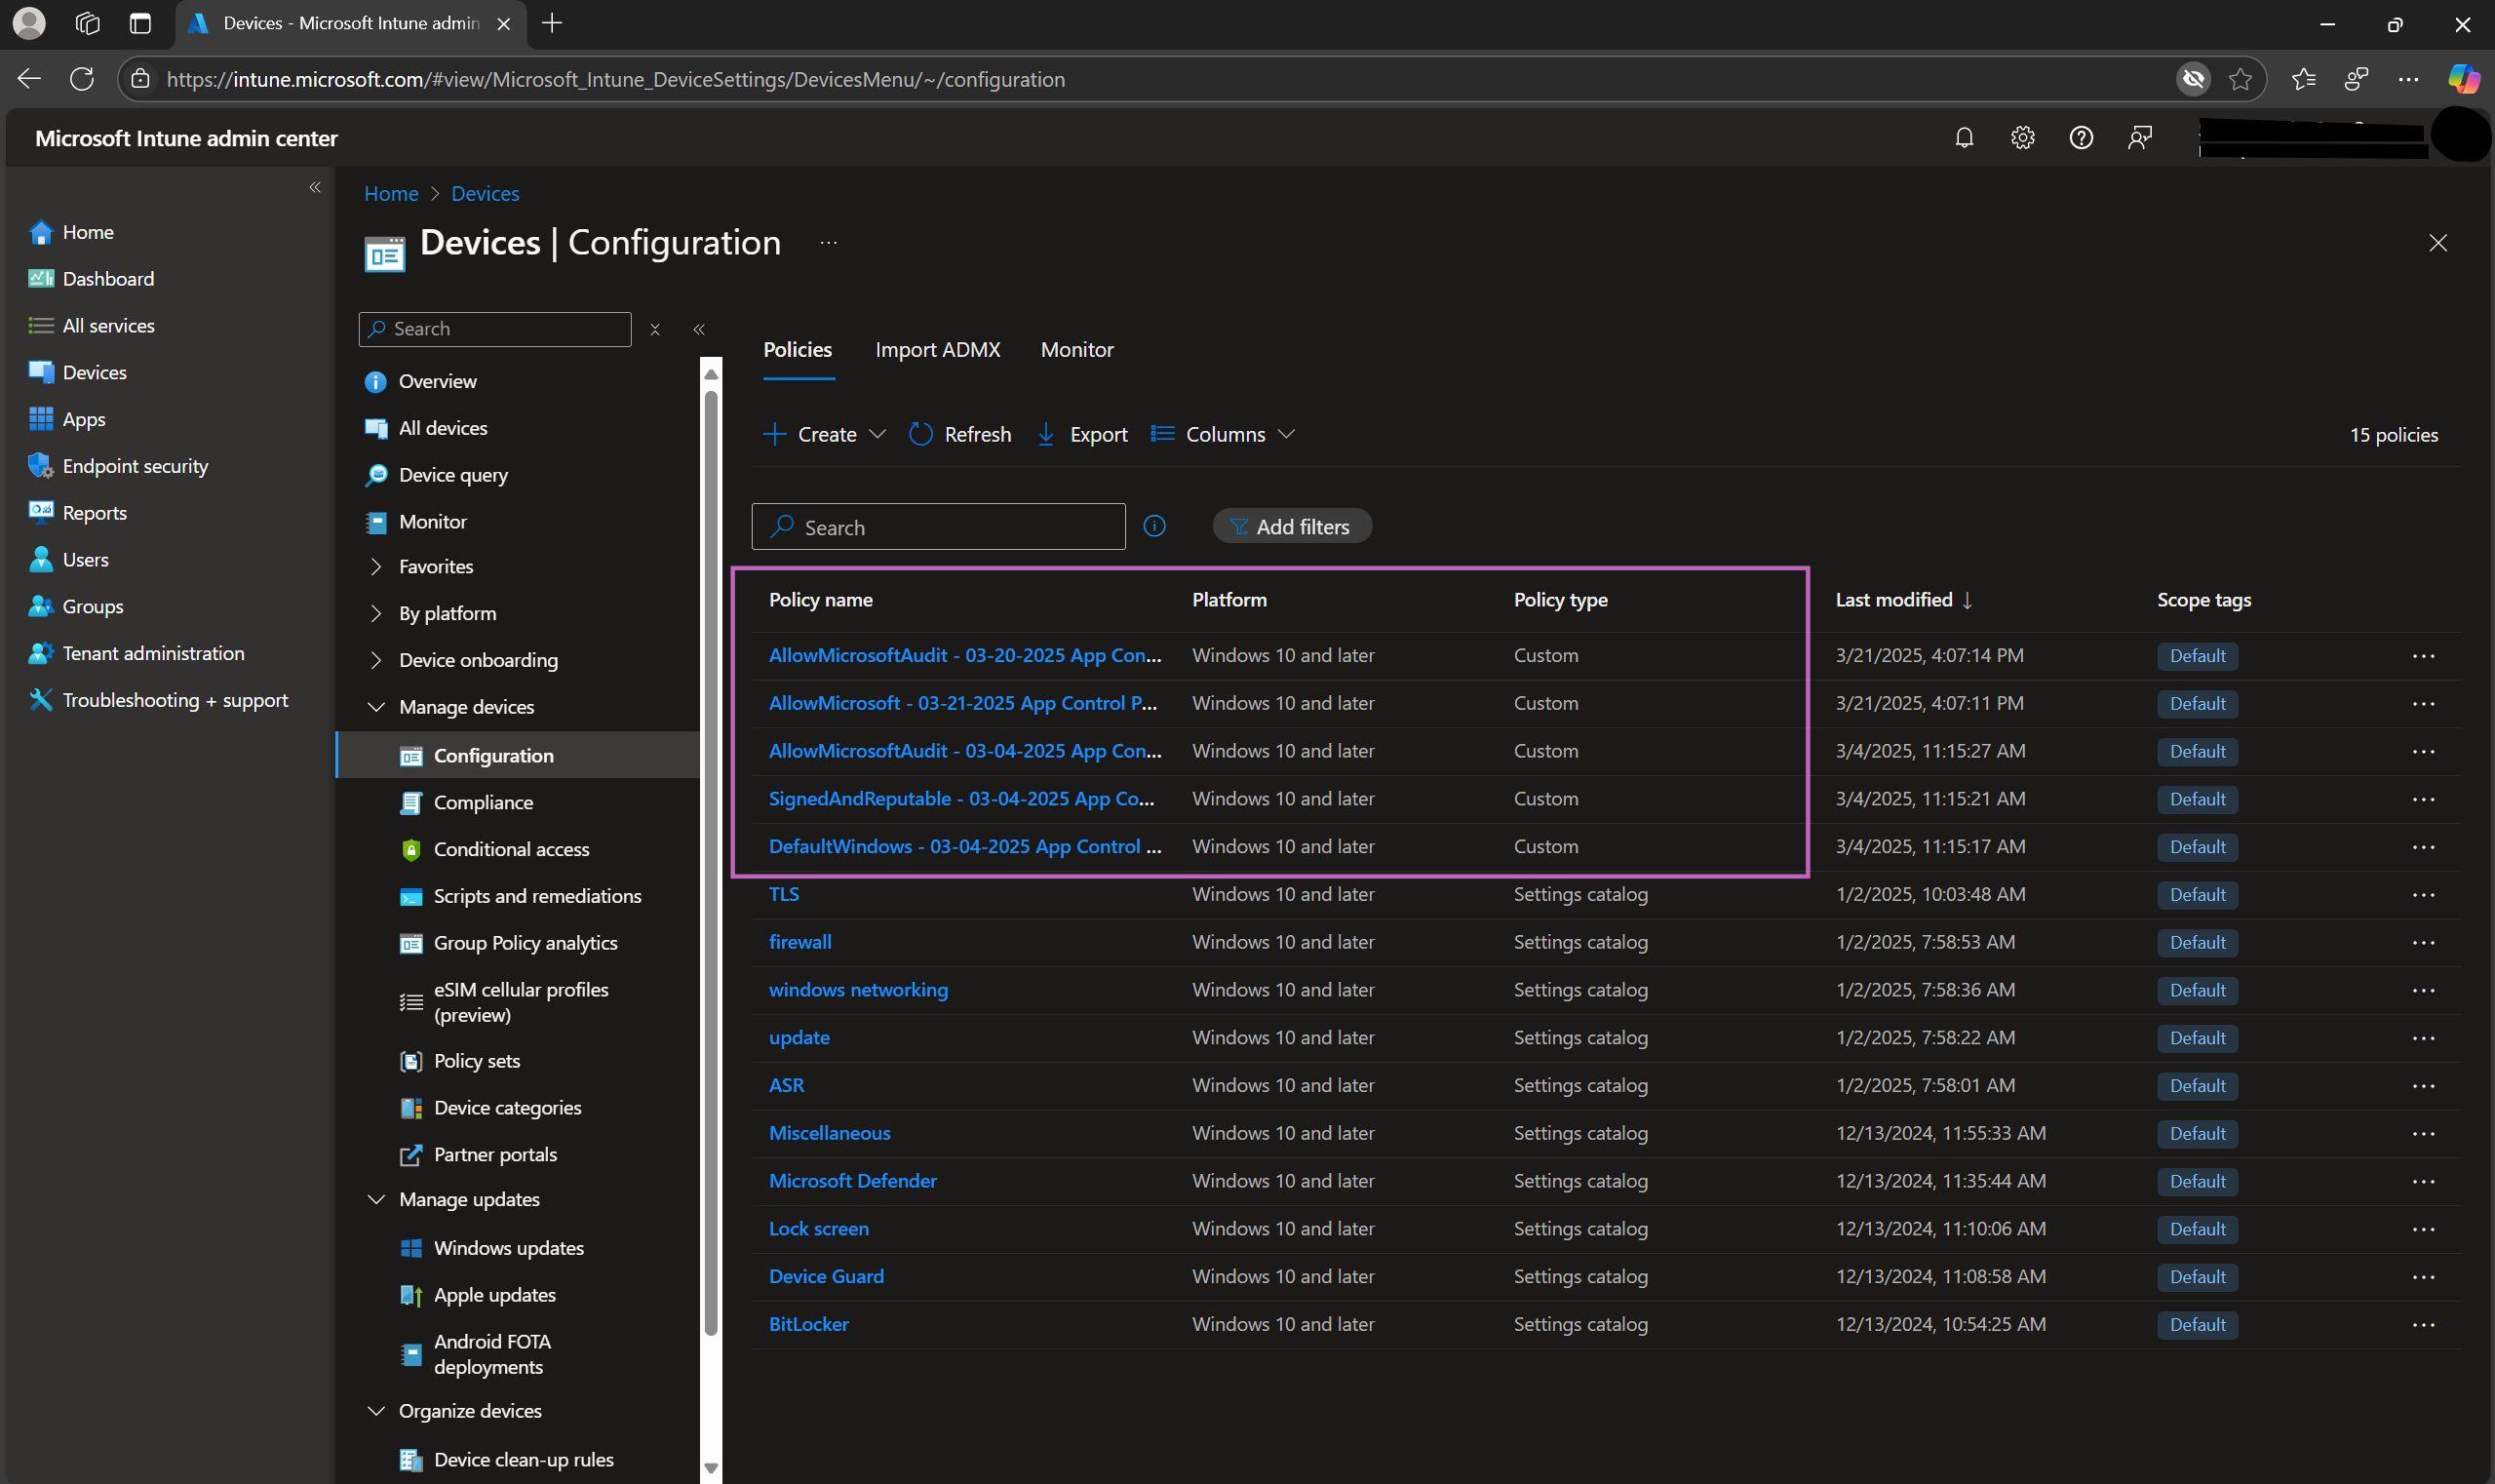 Devices - Microsoft Intune admin
https://intune.microsoft.com/#view/Microsoft_Intune_DeviceSettings/DevicesMenu/~/configuration
Microsoft Intune admin center
Home
Dashboard
All services
Devices
Apps
Endpoint security
Reports
Users
Groups
Tenant administration
Troubleshooting + support
Home > Devices
Devices | Configuration ...
Search
Overview
All devices
Device query
Monitor
Favorites
By platform
Device onboarding
Manage devices
Configuration
Compliance
Conditional access
Scripts and remediations
Group Policy analytics
eSIM cellular profiles
(preview)
Policy sets
Device categories
Partner portals
Manage updates
Windows updates
Apple updates
Android FOTA
deployments
Organize devices
Device clean-up rules
Policies Import ADMX Monitor
Create Refresh Export Columns 15 policies
Search Add filters
Policy name Platform Policy type Last modified ↓ Scope tags
AllowMicrosoftAudit - 03-20-2025 App Con... Windows 10 and later Custom 3/21/2025, 4:07:14 PM Default ...
AllowMicrosoft - 03-21-2025 App Control P... Windows 10 and later Custom 3/21/2025, 4:07:11 PM Default ...
AllowMicrosoftAudit - 03-04-2025 App Con... Windows 10 and later Custom 3/4/2025, 11:15:27 AM Default ...
SignedAndReputable - 03-04-2025 App Co... Windows 10 and later Custom 3/4/2025, 11:15:21 AM Default ...
DefaultWindows - 03-04-2025 App Control ... Windows 10 and later Custom 3/4/2025, 11:15:17 AM Default ...
TLS Windows 10 and later Settings catalog 1/2/2025, 10:03:48 AM Default ...
firewall Windows 10 and later Settings catalog 1/2/2025, 7:58:53 AM Default ...
windows networking Windows 10 and later Settings catalog 1/2/2025, 7:58:36 AM Default ...
update Windows 10 and later Settings catalog 1/2/2025, 7:58:22 AM Default ...
ASR Windows 10 and later Settings catalog 1/2/2025, 7:58:01 AM Default ...
Miscellaneous Windows 10 and later Settings catalog 12/13/2024, 11:55:33 AM Default ...
Microsoft Defender Windows 10 and later Settings catalog 12/13/2024, 11:35:44 AM Default ...
Lock screen Windows 10 and later Settings catalog 12/13/2024, 11:10:06 AM Default ...
Device Guard Windows 10 and later Settings catalog 12/13/2024, 11:08:58 AM Default ...
BitLocker Windows 10 and later Settings catalog 12/13/2024, 10:54:25 AM Default ...